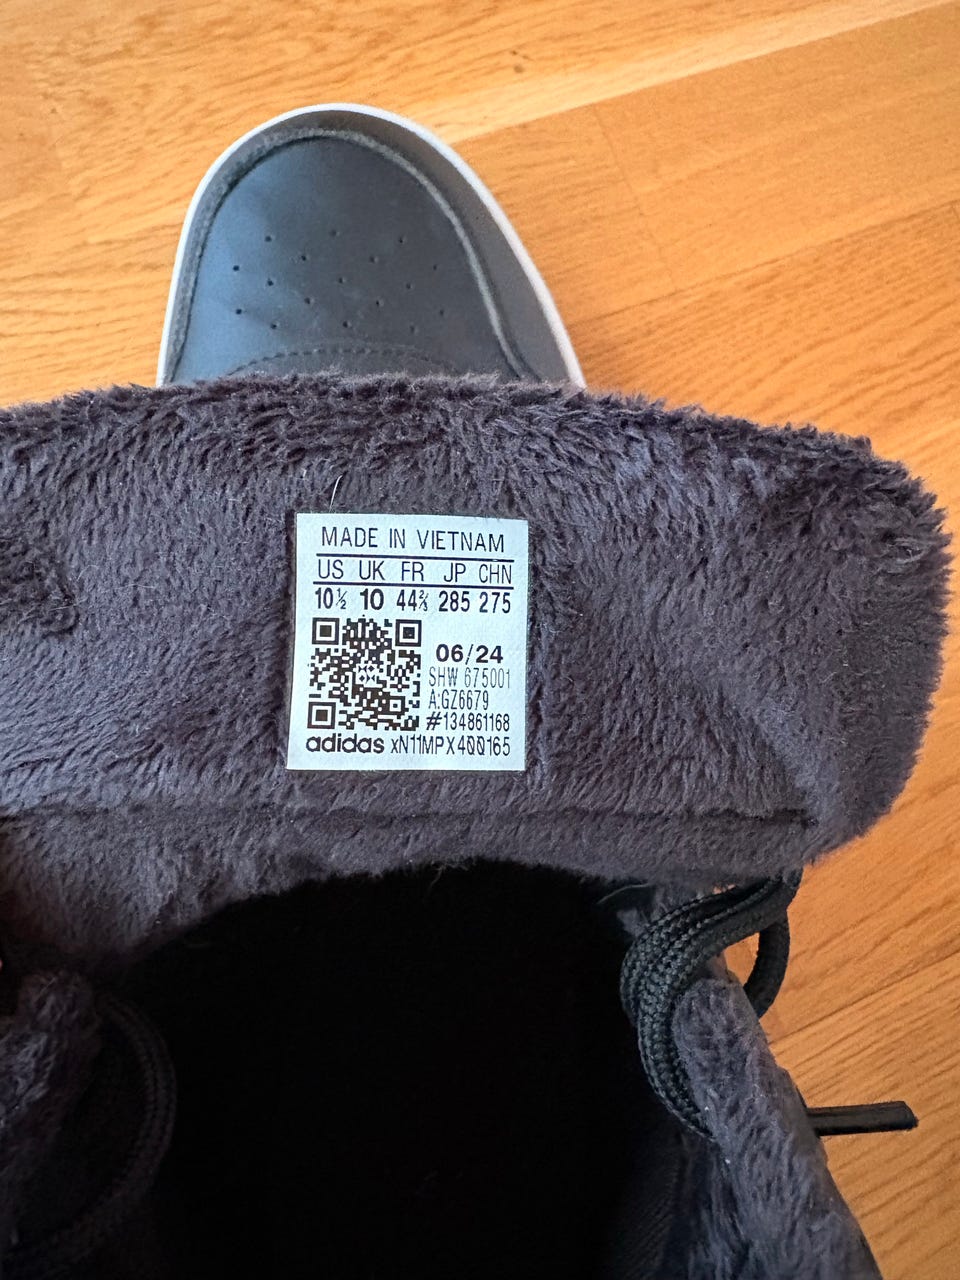 MADE IN VIETNAM
US UK FR JP CHN
10½ 10 44⅔ 285 275
06/24
SHW 675001
A:GZ6679
#134861168
adidas xN11MPX400165